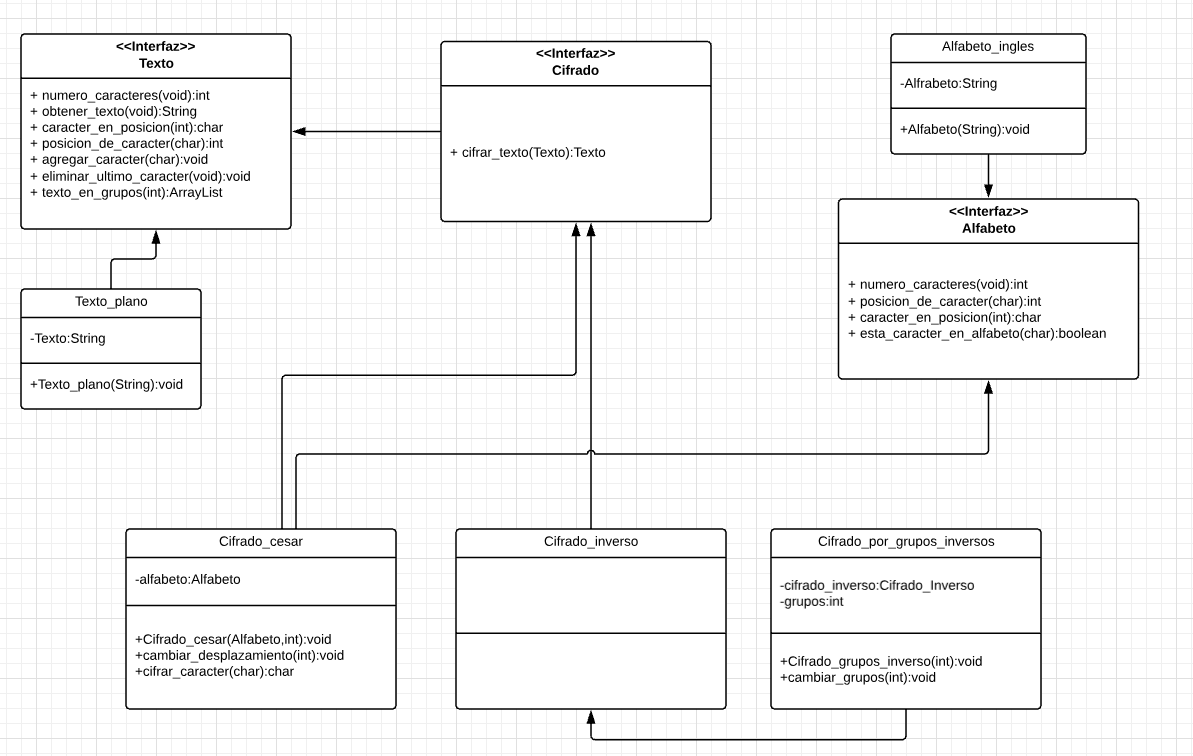 <<Interfaz>>
Texto
+ numero_caracteres(void):int
+ obtener_texto(void):String
+ caracter_en_posicion(int):char
+ posicion_de_caracter(char):int
+ agregar_caracter(char):void
+ eliminar_ultimo_caracter(void):void
+ texto_en_grupos(int):ArrayList
<<Interfaz>>
Cifrado
+ cifrar_texto(Texto):Texto
Alfabeto_ingles
-Alfrabeto:String
+Alfabeto(String):void
<<Interfaz>>
Alfabeto
+ numero_caracteres(void):int
+ posicion_de_caracter(char):int
+ caracter_en_posicion(int):char
+ esta_caracter_en_alfabeto(char):boolean
Texto_plano
-Texto:String
+Texto_plano(String):void
Cifrado_cesar
-alfabeto:Alfabeto
+Cifrado_cesar(Alfabeto,int):void
+cambiar_desplazamiento(int):void
+cifrar_caracter(char):char
Cifrado_inverso
Cifrado_por_grupos_inversos
-cifrado_inverso:Cifrado_Inverso
-grupos:int
+Cifrado_grupos_inverso(int):void
+cambiar_grupos(int):void